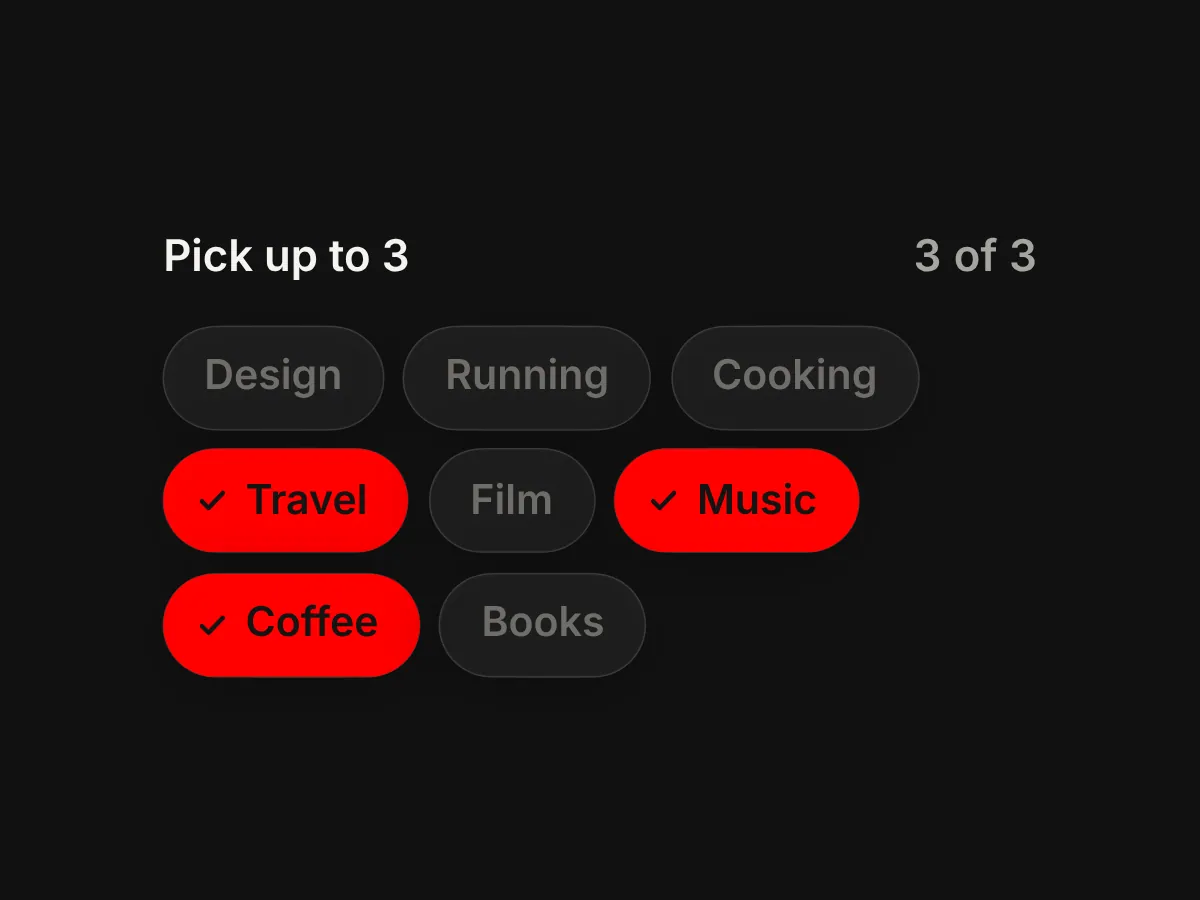 Pick up to 3 3 of 3
Design Running Cooking
Travel Film Music
Coffee Books